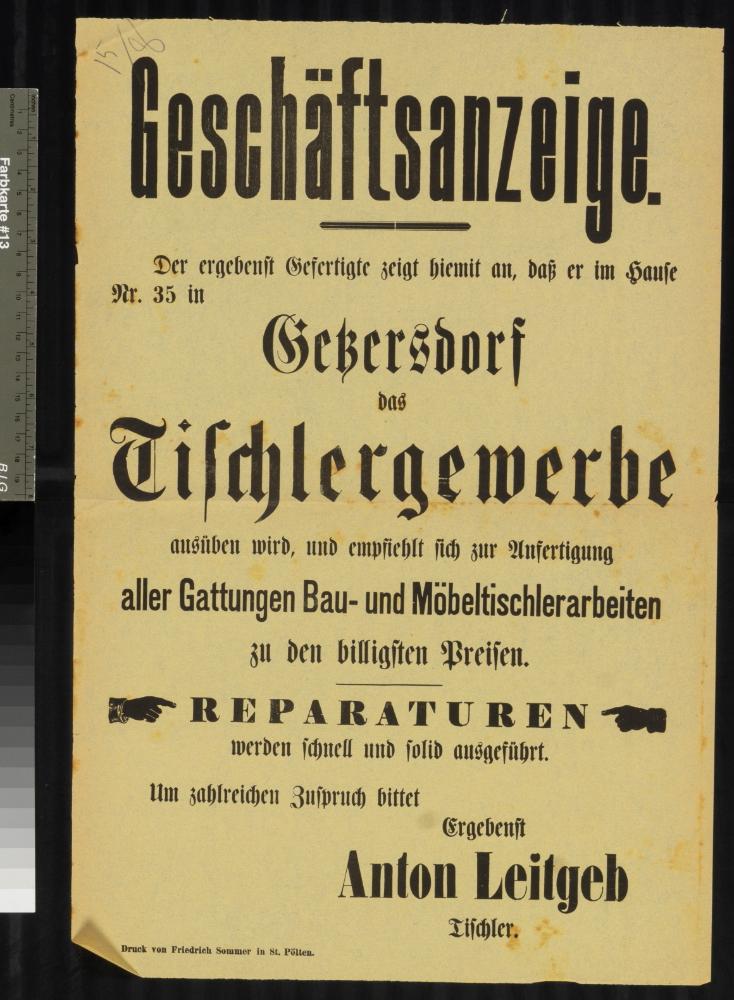 15/96
Geschäftsanzeige.
Der ergebenst Gefertigte zeigt hiemit an, daß er im Hause
Nr. 35 in
Getzersdorf
das
Tischlergewerbe
ausüben wird, und empfiehlt sich zur Anfertigung
aller Gattungen Bau- und Möbeltischlerarbeiten
zu den billigsten Preisen.
REPARATUREN
werden schnell und solid ausgeführt.
Um zahlreichen Zuspruch bittet
Ergebenst
Anton Leitgeb
Tischler.
Druck von Friedrich Sommer in St. Pölten.
Farbkarte #13
B.I.G
Centimetres
Inches